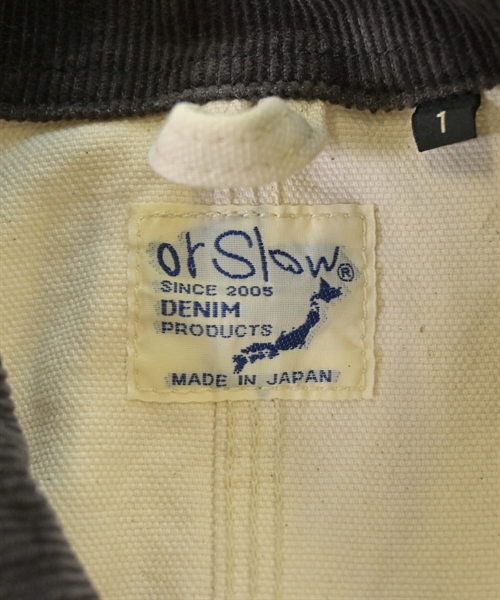 1
orSlow®
SINCE 2005
DENIM
PRODUCTS
MADE IN JAPAN